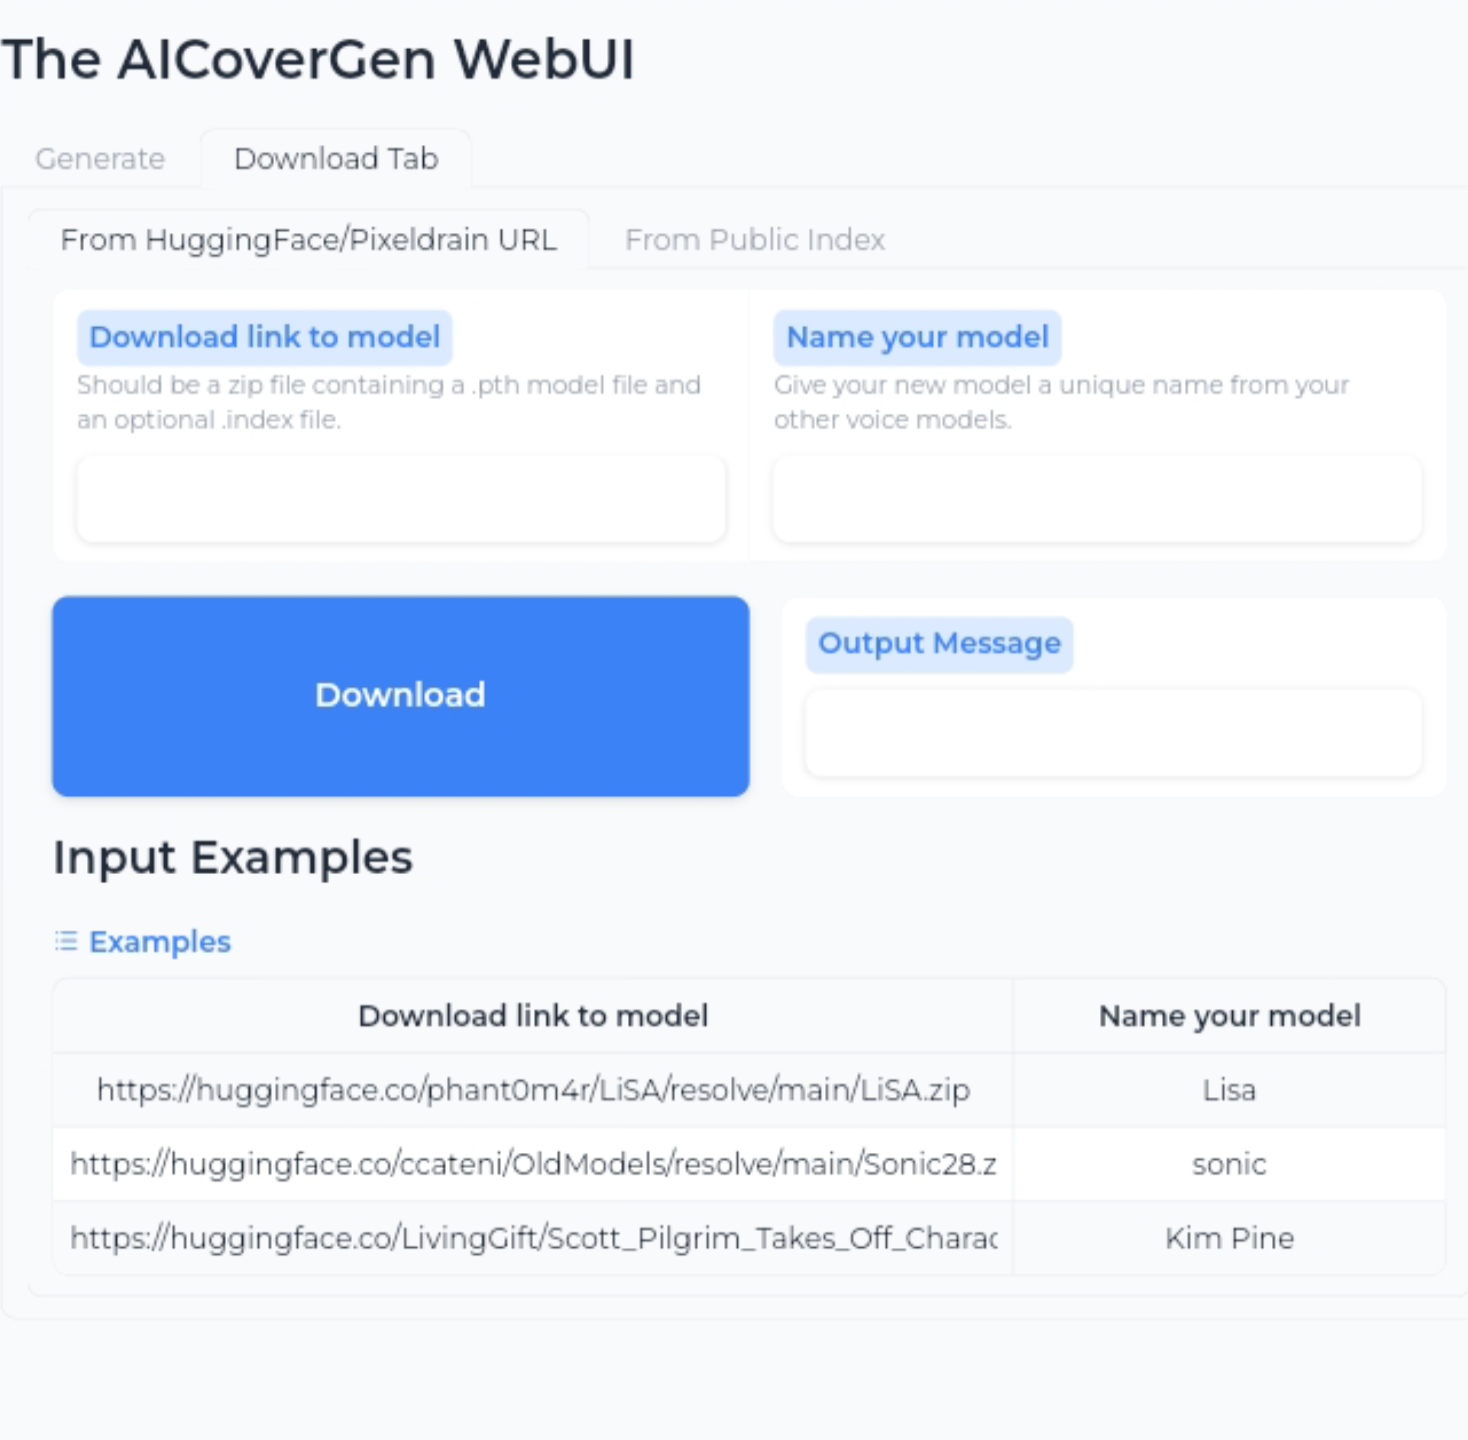 The AICoverGen WebUI
Generate
Download Tab
From HuggingFace/Pixeldrain URL
From Public Index
Download link to model
Should be a zip file containing a .pth model file and
an optional .index file.
Name your model
Give your new model a unique name from your
other voice models.
Download
Output Message
Input Examples
Examples
Download link to model
Name your model
https://huggingface.co/phant0m4r/LiSA/resolve/main/LiSA.zip
Lisa
https://huggingface.co/ccateni/OldModels/resolve/main/Sonic28.z
sonic
https://huggingface.co/LivingGift/Scott_Pilgrim_Takes_Off_Charac
Kim Pine